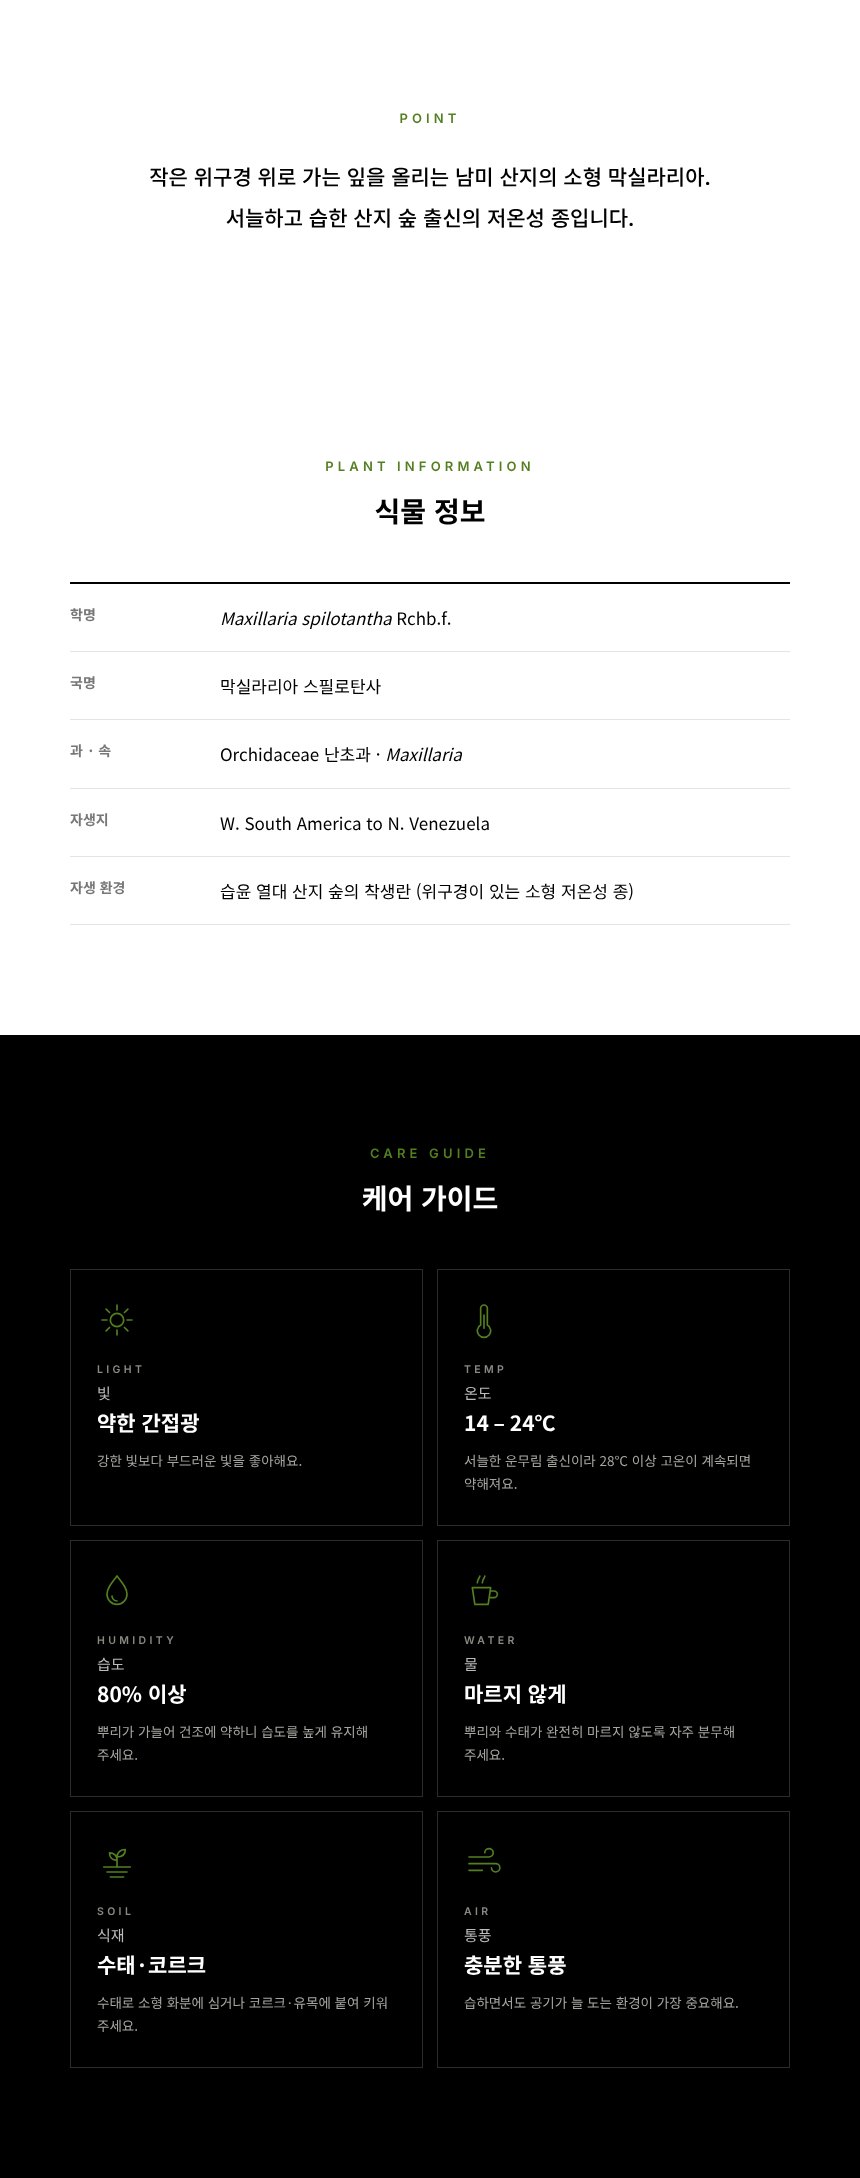 POINT
작은 위구경 위로 가는 잎을 올리는 남미 산지의 소형 막실라리아.
서늘하고 습한 산지 숲 출신의 저온성 종입니다.
PLANT INFORMATION
식물 정보
학명 Maxillaria spilotantha Rchb.f.
국명 막실라리아 스필로탄사
과 · 속 Orchidaceae 난초과 · Maxillaria
자생지 W. South America to N. Venezuela
자생 환경 습윤 열대 산지 숲의 착생란 (위구경이 있는 소형 저온성 종)
CARE GUIDE
케어 가이드
LIGHT
빛
약한 간접광
강한 빛보다 부드러운 빛을 좋아해요.
TEMP
온도
14 – 24℃
서늘한 운무림 출신이라 28℃ 이상 고온이 계속되면
약해져요.
HUMIDITY
습도
80% 이상
뿌리가 가늘어 건조에 약하니 습도를 높게 유지해
주세요.
WATER
물
마르지 않게
뿌리와 수태가 완전히 마르지 않도록 자주 분무해
주세요.
SOIL
식재
수태·코르크
수태로 소형 화분에 심거나 코르크·유목에 붙여 키워
주세요.
AIR
통풍
충분한 통풍
습하면서도 공기가 늘 도는 환경이 가장 중요해요.